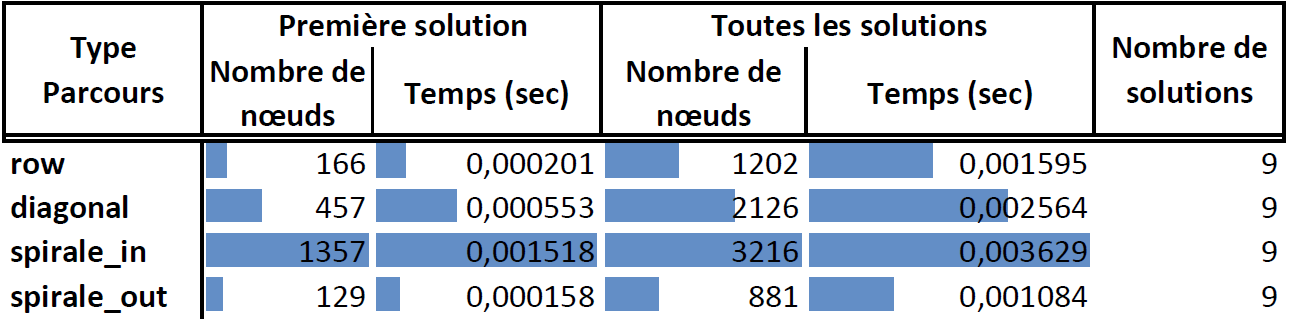 Type Parcours Première solution Toutes les solutions Nombre de solutions
Nombre de nœuds Temps (sec) Nombre de nœuds Temps (sec)
row 166 0,000201 1202 0,001595 9
diagonal 457 0,000553 2126 0,002564 9
spirale_in 1357 0,001518 3216 0,003629 9
spirale_out 129 0,000158 881 0,001084 9